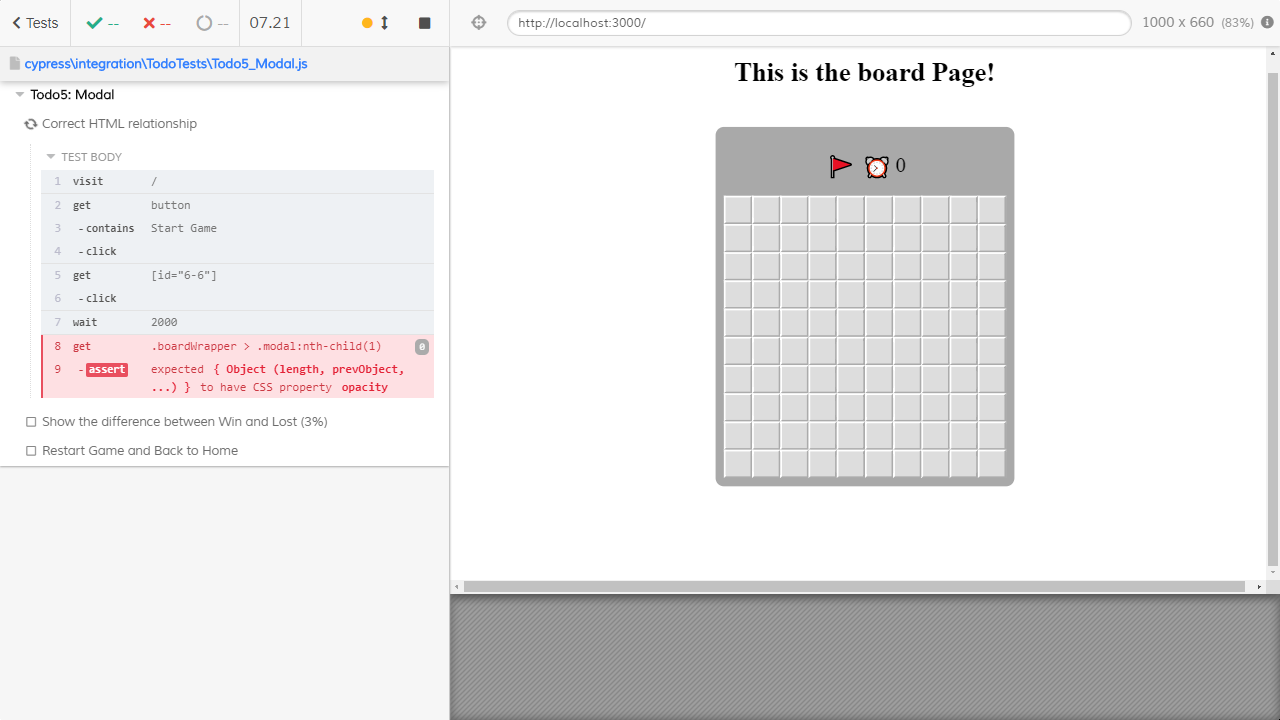 Tests -- -- -- 07.21
http://localhost:3000/ 1000 x 660 (83%)
cypress\integration\TodoTests\Todo5_Modal.js
Todo5: Modal
Correct HTML relationship
TEST BODY
1 visit /
2 get button
3 -contains Start Game
4 -click
5 get [id="6-6"]
6 -click
7 wait 2000
8 get .boardWrapper > .modal:nth-child(1) 0
9 -assert expected { Object (length, prevObject,
...) } to have CSS property opacity
Show the difference between Win and Lost (3%)
Restart Game and Back to Home
This is the board Page!
0